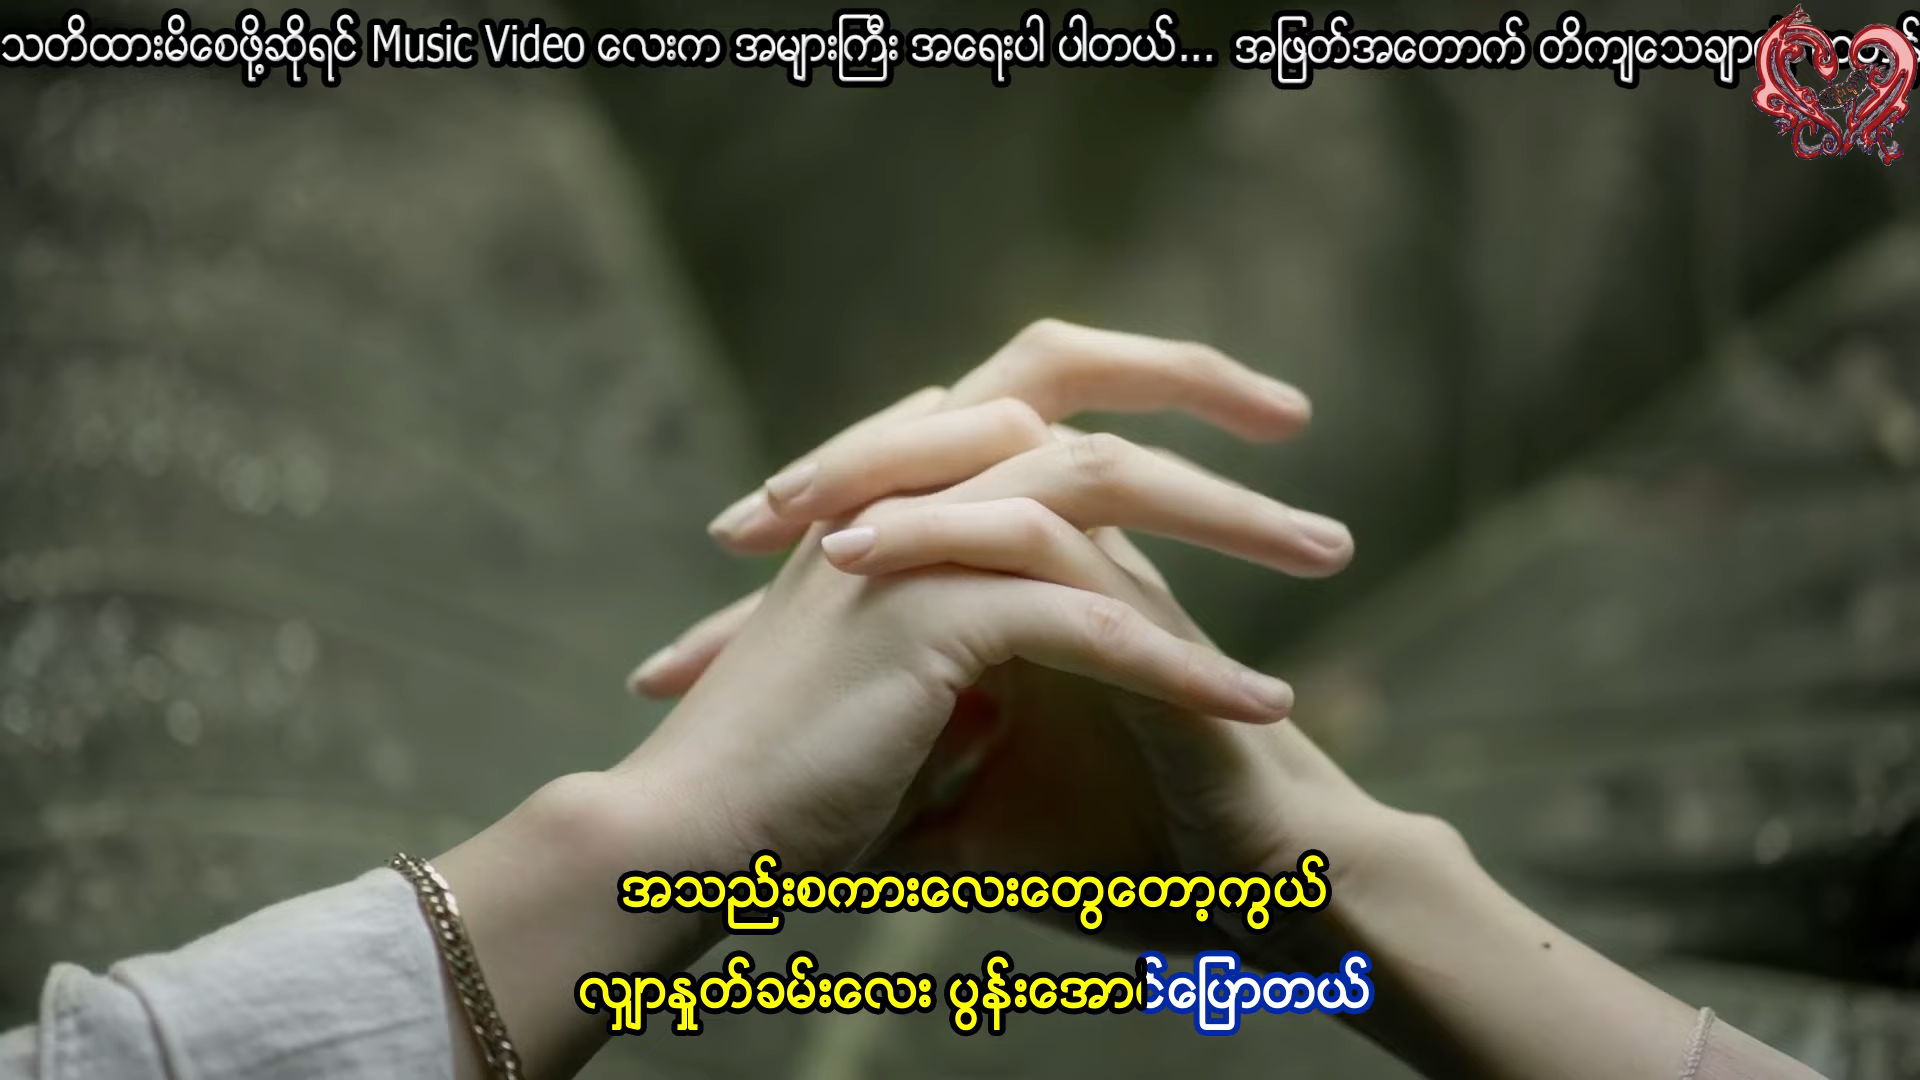 သတိထားမိစေဖို့ဆိုရင် Music Video လေးက အများကြီး အရေးပါ ပါတယ်... အဖြတ်အတောက် တိကျသေချာ
အသည်းစကားလေးတွေတော့ကွယ်
လျှာနှုတ်ခမ်းလေး ပွန်းအောင်ပြောတယ်